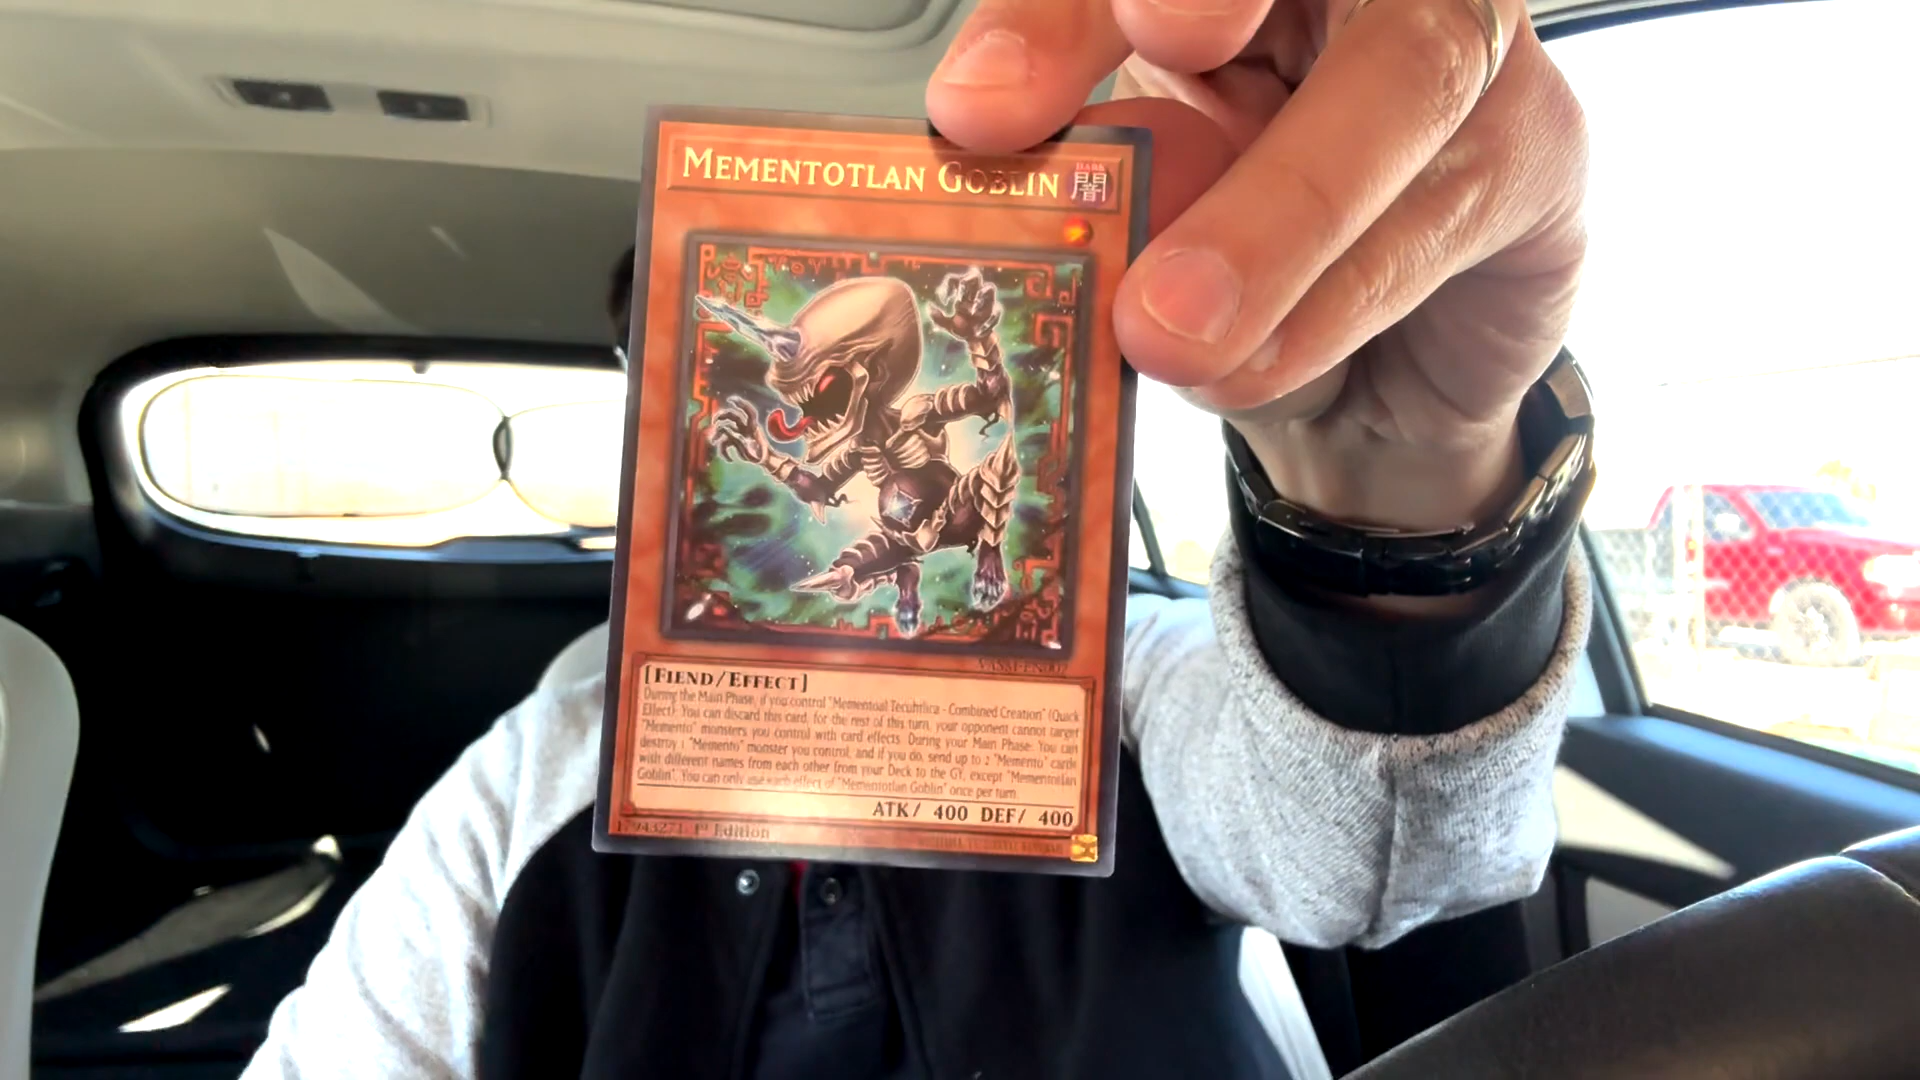 MEMENTOTLAN GOBLIN
DARK
闇
[FIEND/EFFECT]
During the Main Phase, if you control "Mementoal Tecuhtlica - Combined Creation" (Quick
Effect): You can discard this card; for the rest of this turn, your opponent cannot target
"Memento" monsters you control with card effects. During your Main Phase: You can
destroy 1 "Memento" monster you control, and if you do, send up to 2 "Memento" cards
with different names from each other from your Deck to the GY, except "Mementotlan
Goblin". You can only use each effect of "Mementotlan Goblin" once per turn.
ATK/ 400 DEF/ 400
1st Edition